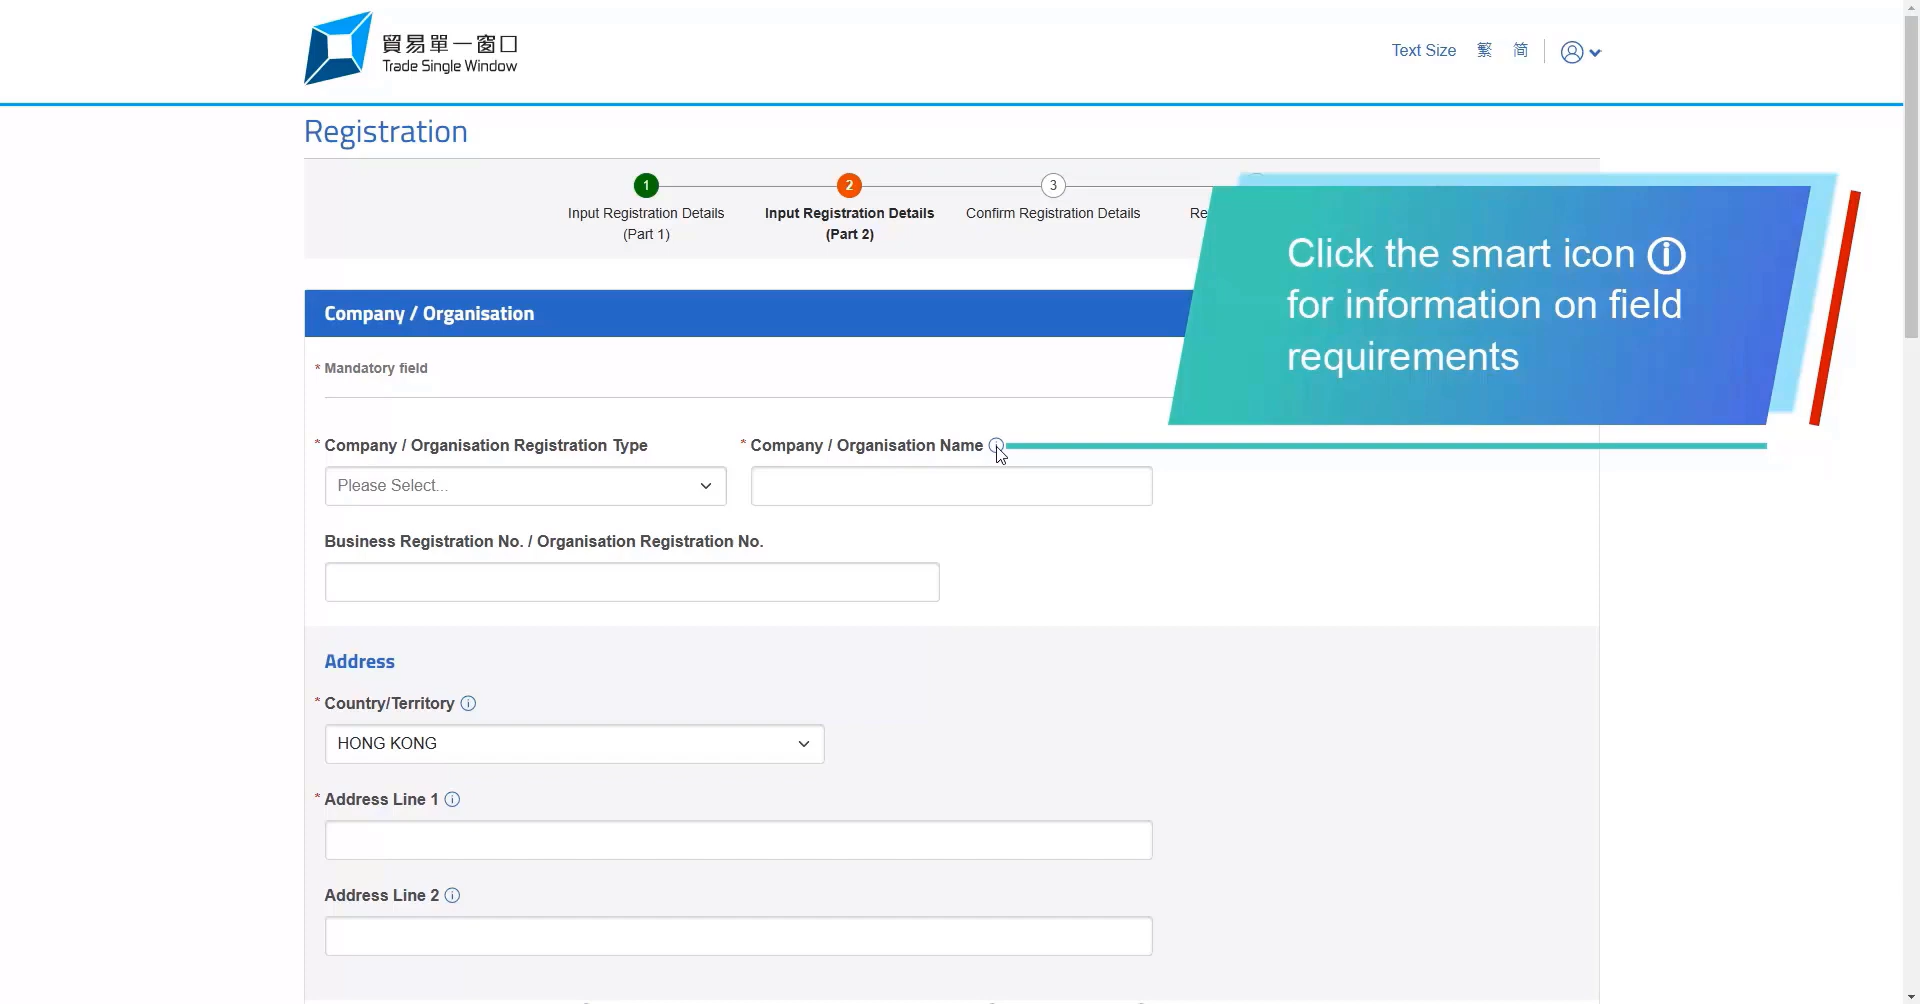 貿易單一窗口
Trade Single Window
Text Size 繁 简
Registration
1
Input Registration Details
(Part 1)
2
Input Registration Details
(Part 2)
3
Confirm Registration Details
Re
Click the smart icon ⓘ
for information on field
requirements
Company / Organisation
* Mandatory field
* Company / Organisation Registration Type
Please Select...
* Company / Organisation Name
Business Registration No. / Organisation Registration No.
Address
* Country/Territory ⓘ
HONG KONG
* Address Line 1 ⓘ
Address Line 2 ⓘ